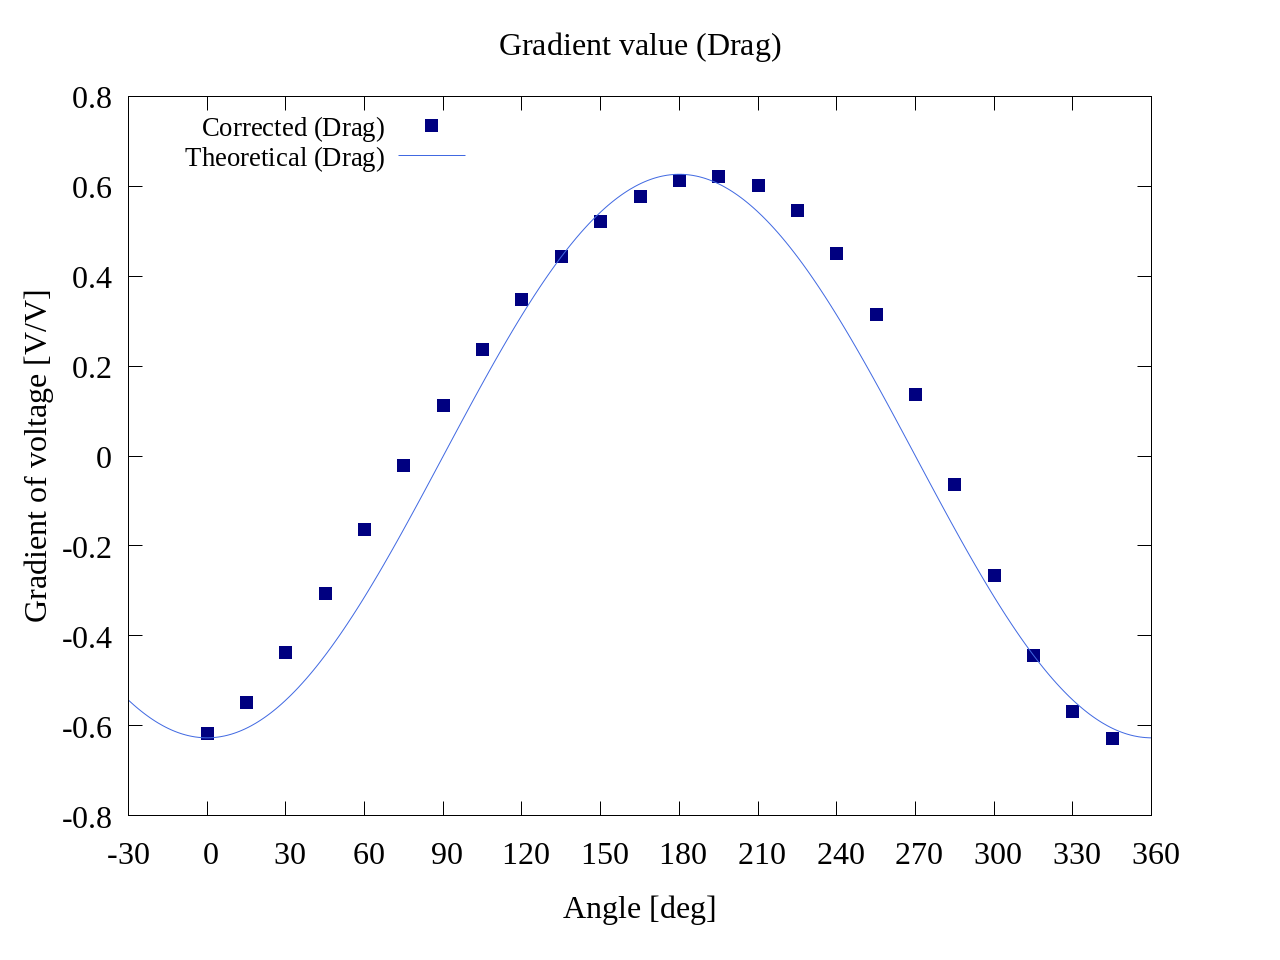 Gradient value (Drag)
Corrected (Drag)
Theoretical (Drag)
Gradient of voltage [V/V]
0.8
0.6
0.4
0.2
0
-0.2
-0.4
-0.6
-0.8
-30 0 30 60 90 120 150 180 210 240 270 300 330 360
Angle [deg]